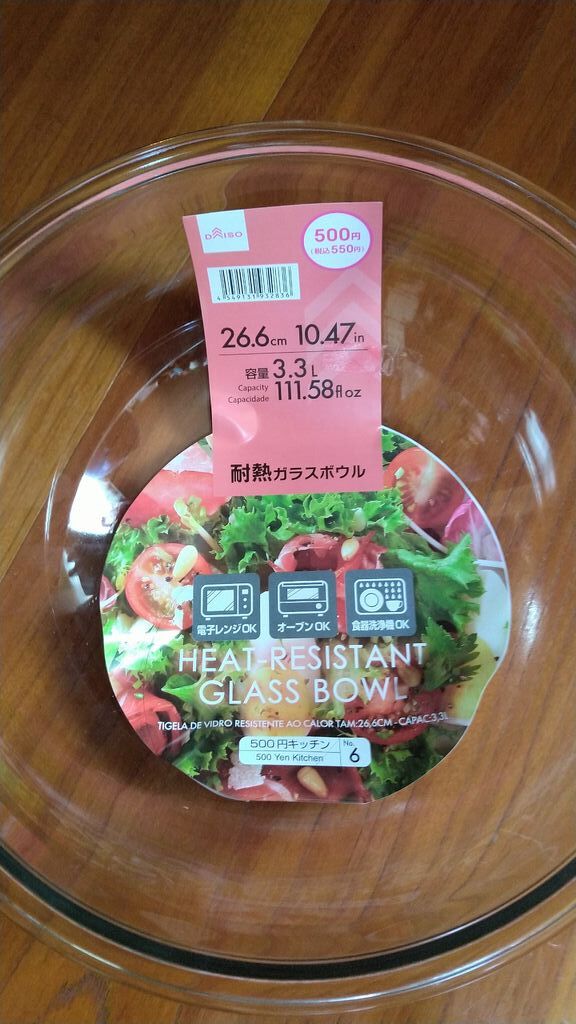 DAISO
500円
(税込550円)
4 549131 932836
26.6cm 10.47in
容量 3.3L
Capacity
Capacidade 111.58fl oz
耐熱ガラスボウル
電子レンジOK オーブンOK 食器洗浄機OK
HEAT-RESISTANT
GLASS BOWL
TIGELA DE VIDRO RESISTENTE AO CALOR TAM:26,6CM - CAPAC:3,3L
500円キッチン No.
500 Yen Kitchen 6